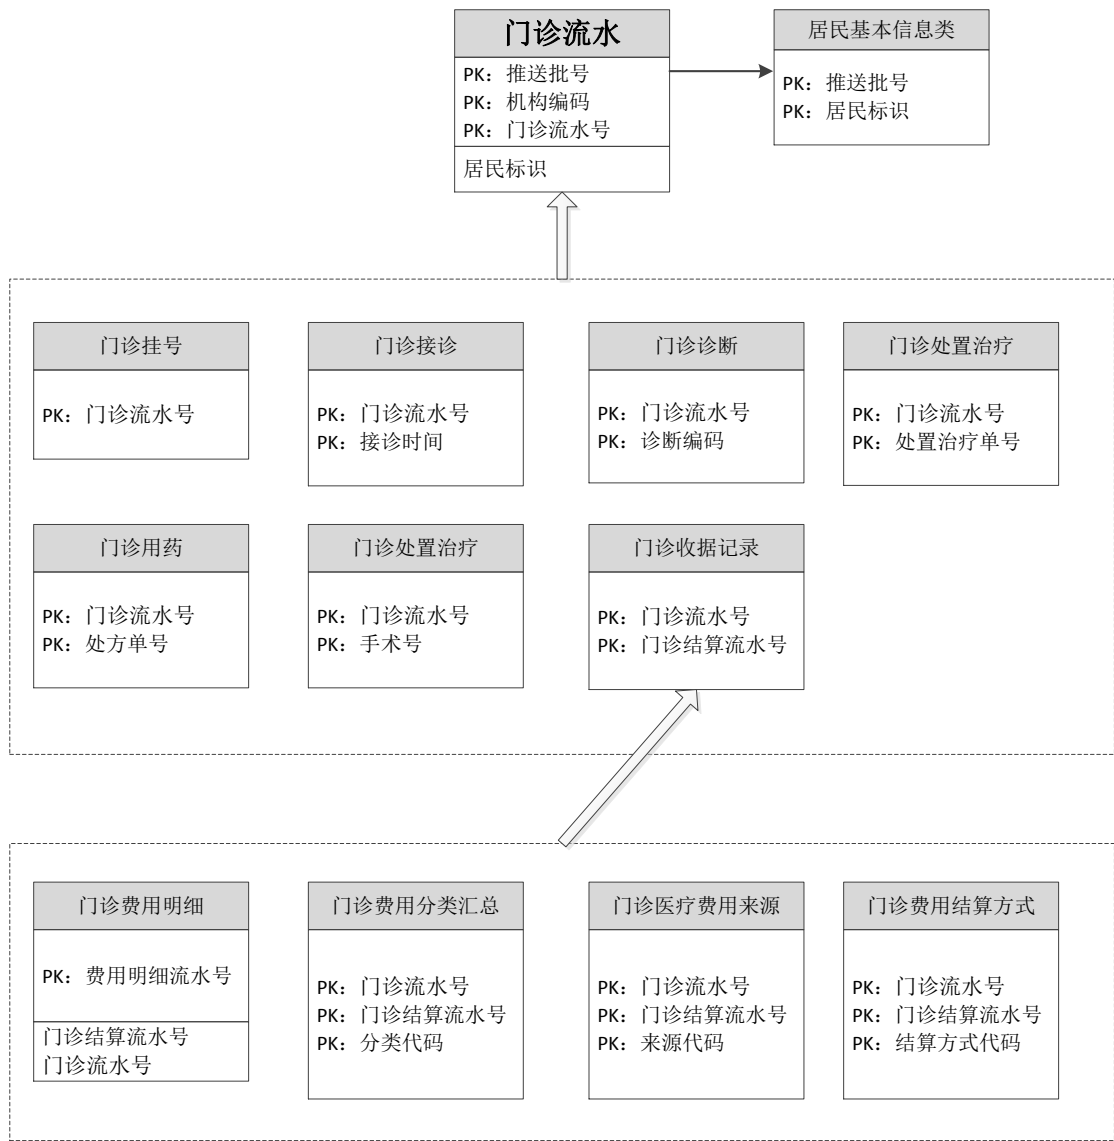 门诊流水
PK：推送批号
PK：机构编码
PK：门诊流水号
居民标识
居民基本信息类
PK：推送批号
PK：居民标识
门诊挂号
PK：门诊流水号
门诊接诊
PK：门诊流水号
PK：接诊时间
门诊诊断
PK：门诊流水号
PK：诊断编码
门诊处置治疗
PK：门诊流水号
PK：处置治疗单号
门诊用药
PK：门诊流水号
PK：处方单号
门诊处置治疗
PK：门诊流水号
PK：手术号
门诊收据记录
PK：门诊流水号
PK：门诊结算流水号
门诊费用明细
PK：费用明细流水号
门诊结算流水号
门诊流水号
门诊费用分类汇总
PK：门诊流水号
PK：门诊结算流水号
PK：分类代码
门诊医疗费用来源
PK：门诊流水号
PK：门诊结算流水号
PK：来源代码
门诊费用结算方式
PK：门诊流水号
PK：门诊结算流水号
PK：结算方式代码